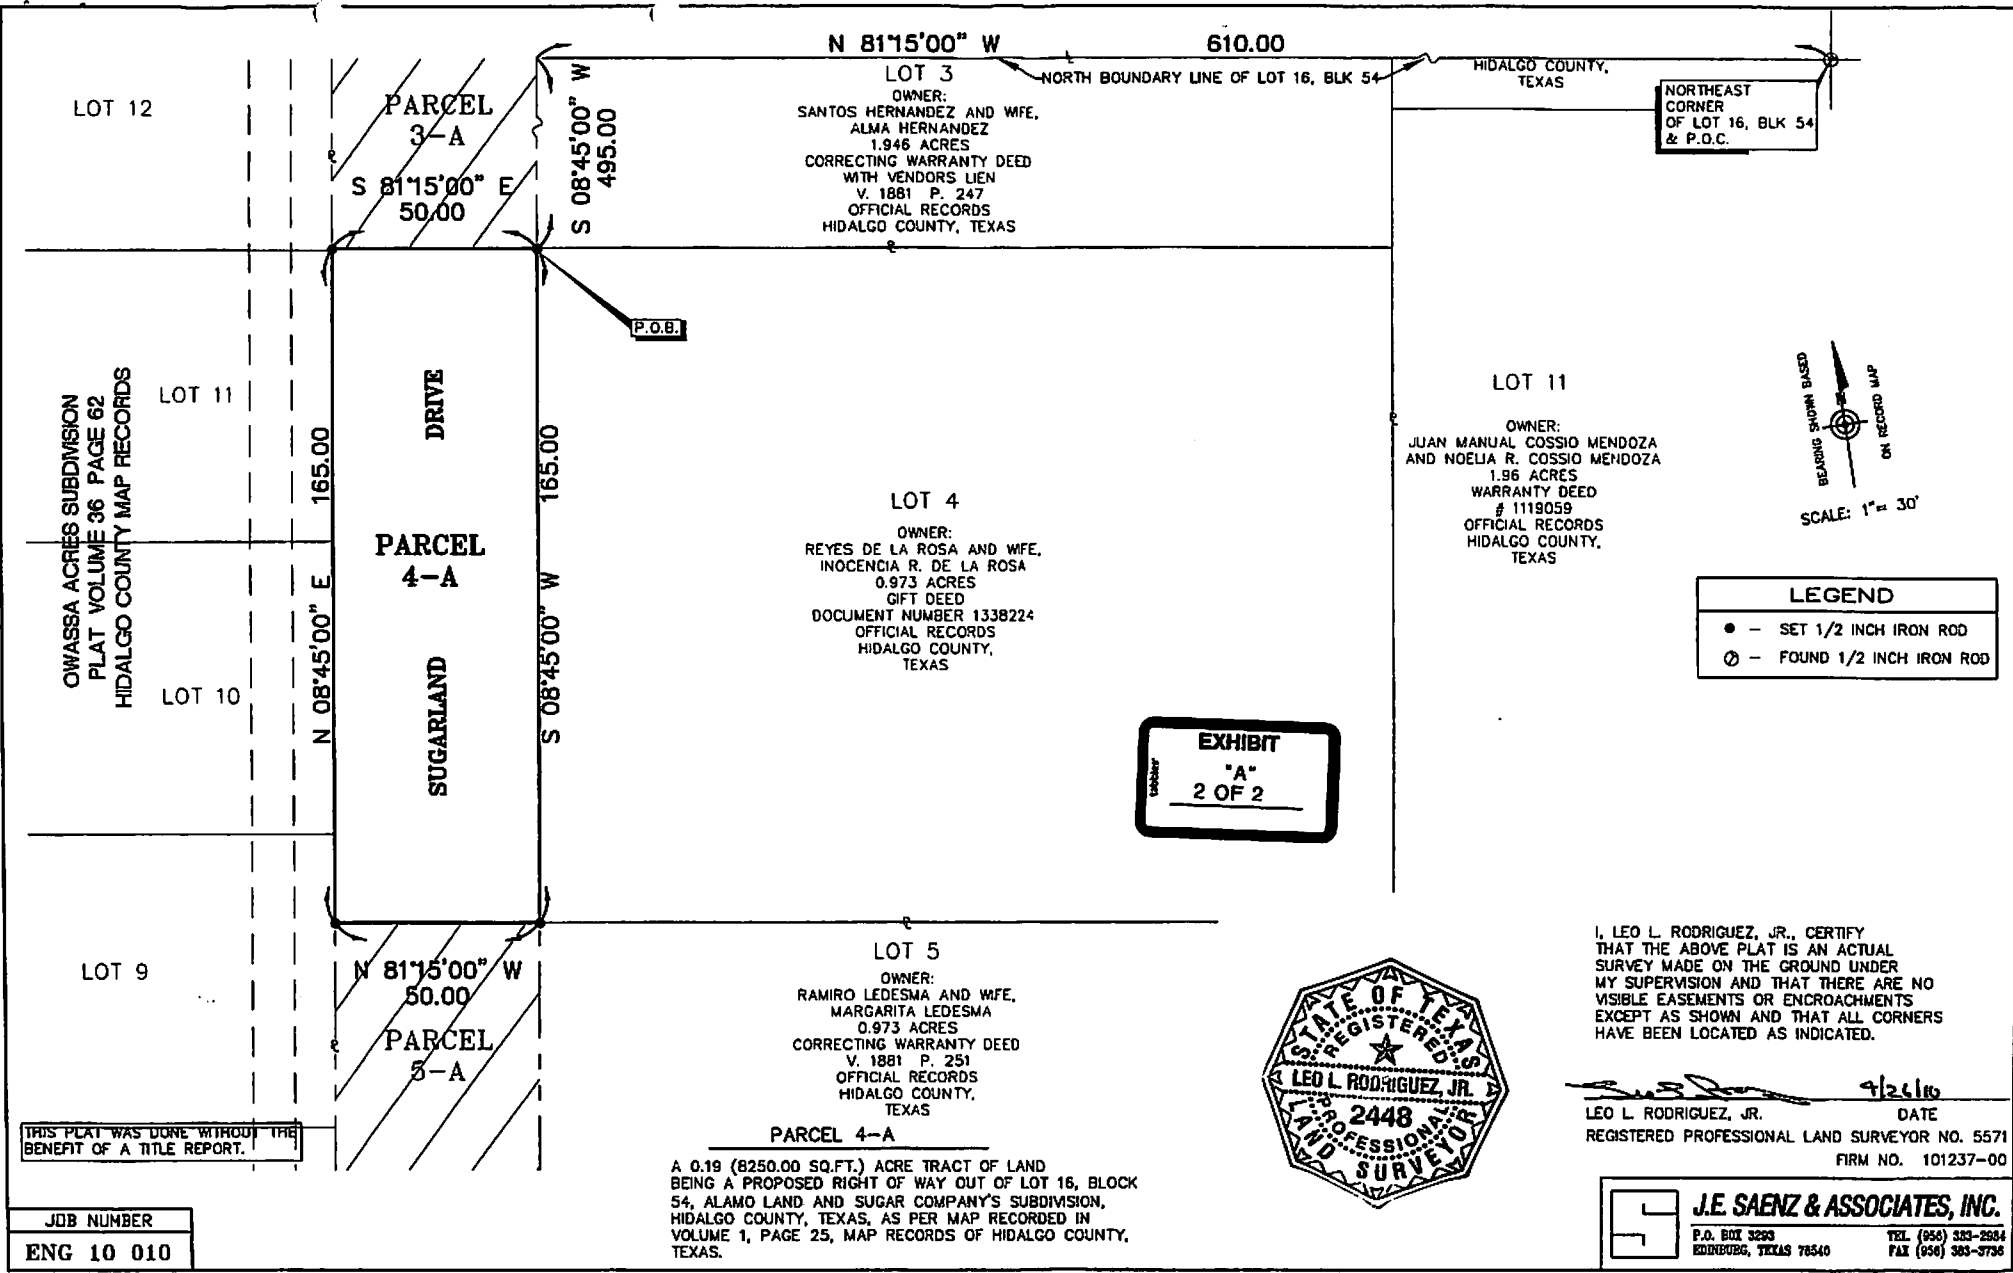 N 81°15'00" W 610.00
LOT 12
PARCEL
3-A
S 81°15'00" E
50.00
S 08°45'00" W
495.00
LOT 3
OWNER:
SANTOS HERNANDEZ AND WIFE,
ALMA HERNANDEZ
1.946 ACRES
CORRECTING WARRANTY DEED
WITH VENDORS LIEN
V. 1881 P. 247
OFFICIAL RECORDS
HIDALGO COUNTY, TEXAS
NORTH BOUNDARY LINE OF LOT 16, BLK 54
HIDALGO COUNTY,
TEXAS
NORTHEAST
CORNER
OF LOT 16, BLK 54
& P.O.C.
P.O.B.
OWASSA ACRES SUBDIVISION
PLAT VOLUME 36 PAGE 62
HIDALGO COUNTY MAP RECORDS
LOT 11
LOT 10
N 08°45'00" E 165.00
SUGARLAND DRIVE
PARCEL
4-A
S 08°45'00" W 165.00
LOT 4
OWNER:
REYES DE LA ROSA AND WIFE,
INOCENCIA R. DE LA ROSA
0.973 ACRES
GIFT DEED
DOCUMENT NUMBER 1338224
OFFICIAL RECORDS
HIDALGO COUNTY,
TEXAS
LOT 11
OWNER:
JUAN MANUAL COSSIO MENDOZA
AND NOELIA R. COSSIO MENDOZA
1.96 ACRES
WARRANTY DEED
# 1119059
OFFICIAL RECORDS
HIDALGO COUNTY,
TEXAS
BEARING SHOWN BASED
ON RECORD MAP
SCALE: 1"= 30'
LEGEND
● - SET 1/2 INCH IRON ROD
- FOUND 1/2 INCH IRON ROD
EXHIBIT
"A"
2 OF 2
tabbies'
LOT 9
N 81°15'00" W
50.00
PARCEL
5-A
LOT 5
OWNER:
RAMIRO LEDESMA AND WIFE,
MARGARITA LEDESMA
0.973 ACRES
CORRECTING WARRANTY DEED
V. 1881 P. 251
OFFICIAL RECORDS
HIDALGO COUNTY,
TEXAS
PARCEL 4-A
A 0.19 (8250.00 SQ.FT.) ACRE TRACT OF LAND
BEING A PROPOSED RIGHT OF WAY OUT OF LOT 16, BLOCK
54, ALAMO LAND AND SUGAR COMPANY'S SUBDIVISION,
HIDALGO COUNTY, TEXAS, AS PER MAP RECORDED IN
VOLUME 1, PAGE 25, MAP RECORDS OF HIDALGO COUNTY,
TEXAS.
THIS PLAT WAS DONE WITHOUT THE
BENEFIT OF A TITLE REPORT.
JOB NUMBER
ENG 10 010
STATE OF TEXAS
REGISTERED
LEO L. RODRIGUEZ, JR.
2448
PROFESSIONAL
LAND SURVEYOR
I, LEO L. RODRIGUEZ, JR., CERTIFY
THAT THE ABOVE PLAT IS AN ACTUAL
SURVEY MADE ON THE GROUND UNDER
MY SUPERVISION AND THAT THERE ARE NO
VISIBLE EASEMENTS OR ENCROACHMENTS
EXCEPT AS SHOWN AND THAT ALL CORNERS
HAVE BEEN LOCATED AS INDICATED.
4/26/10
LEO L. RODRIGUEZ, JR. DATE
REGISTERED PROFESSIONAL LAND SURVEYOR NO. 5571
FIRM NO. 101237-00
J.E. SAENZ & ASSOCIATES, INC.
P.O. BOX 3293 TEL (956) 383-2984
EDINBURG, TEXAS 78540 FAX (956) 383-3736